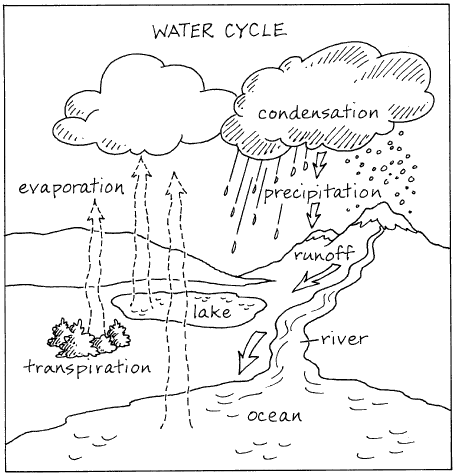 WATER CYCLE
condensation
evaporation
precipitation
runoff
lake
river
transpiration
ocean